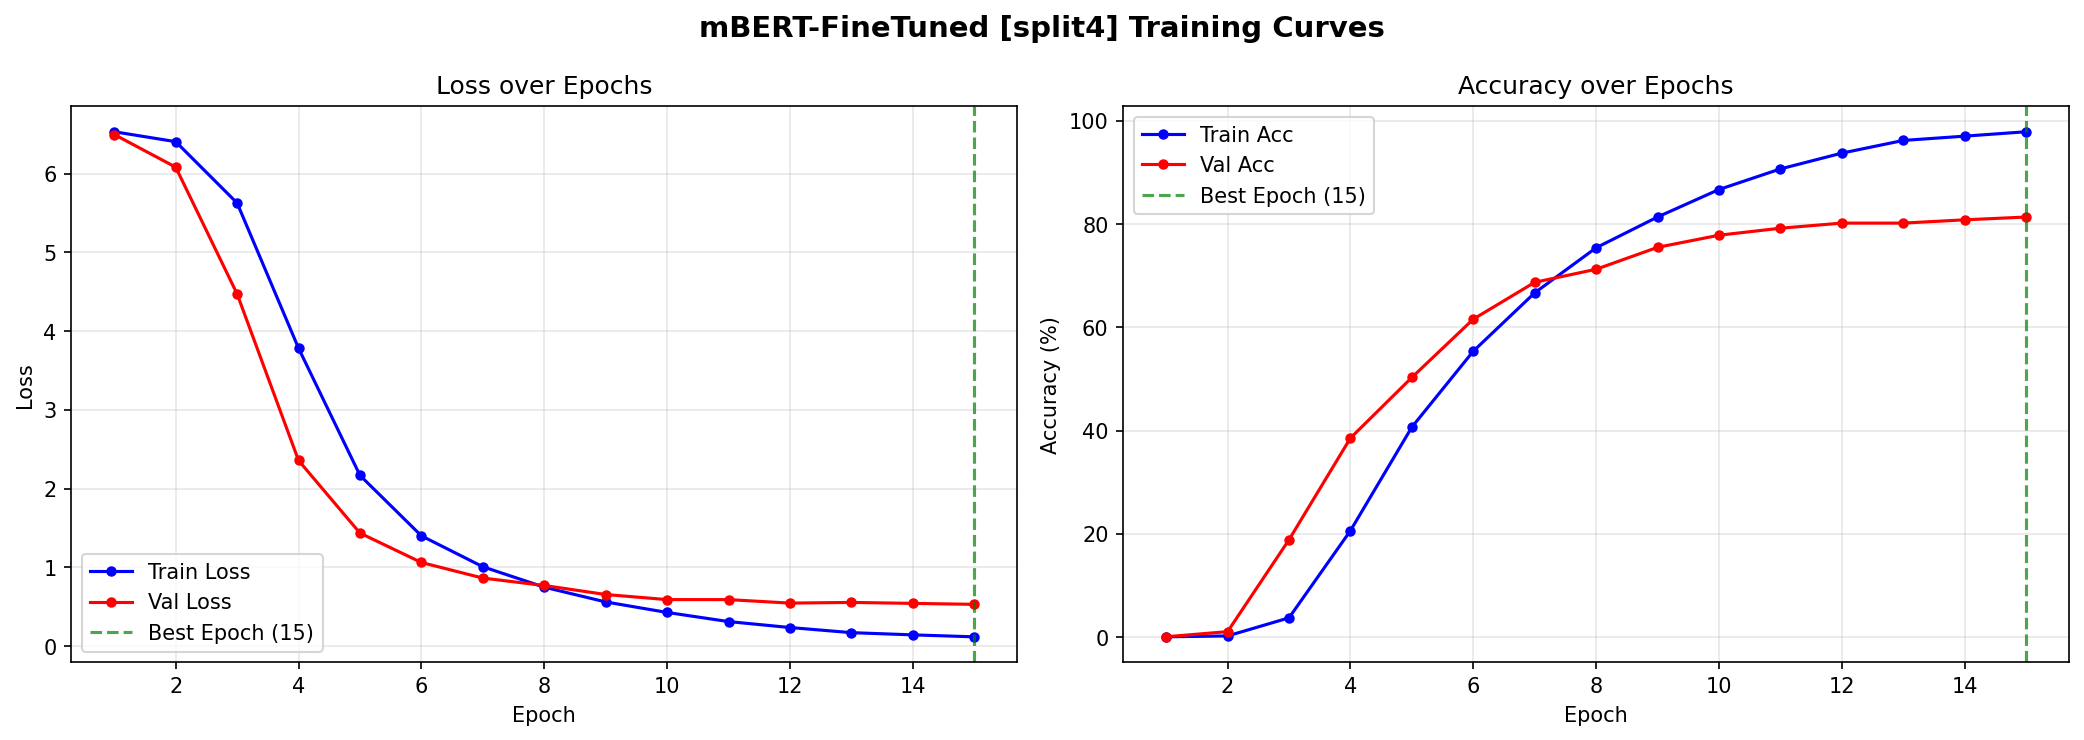 mBERT-FineTuned [split4] Training Curves
Loss over Epochs
Loss
6
5
4
3
2
1
0
Train Loss
Val Loss
Best Epoch (15)
2 4 6 8 10 12 14
Epoch
Accuracy over Epochs
Accuracy (%)
100
80
60
40
20
0
Train Acc
Val Acc
Best Epoch (15)
2 4 6 8 10 12 14
Epoch